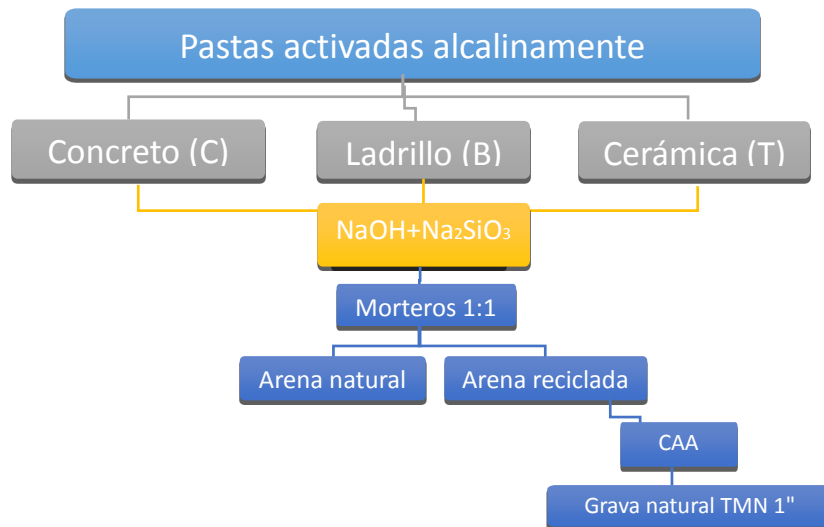 Pastas activadas alcalinamente
Concreto (C)
Ladrillo (B)
Cerámica (T)
NaOH+Na₂SiO₃
Morteros 1:1
Arena natural
Arena reciclada
CAA
Grava natural TMN 1"